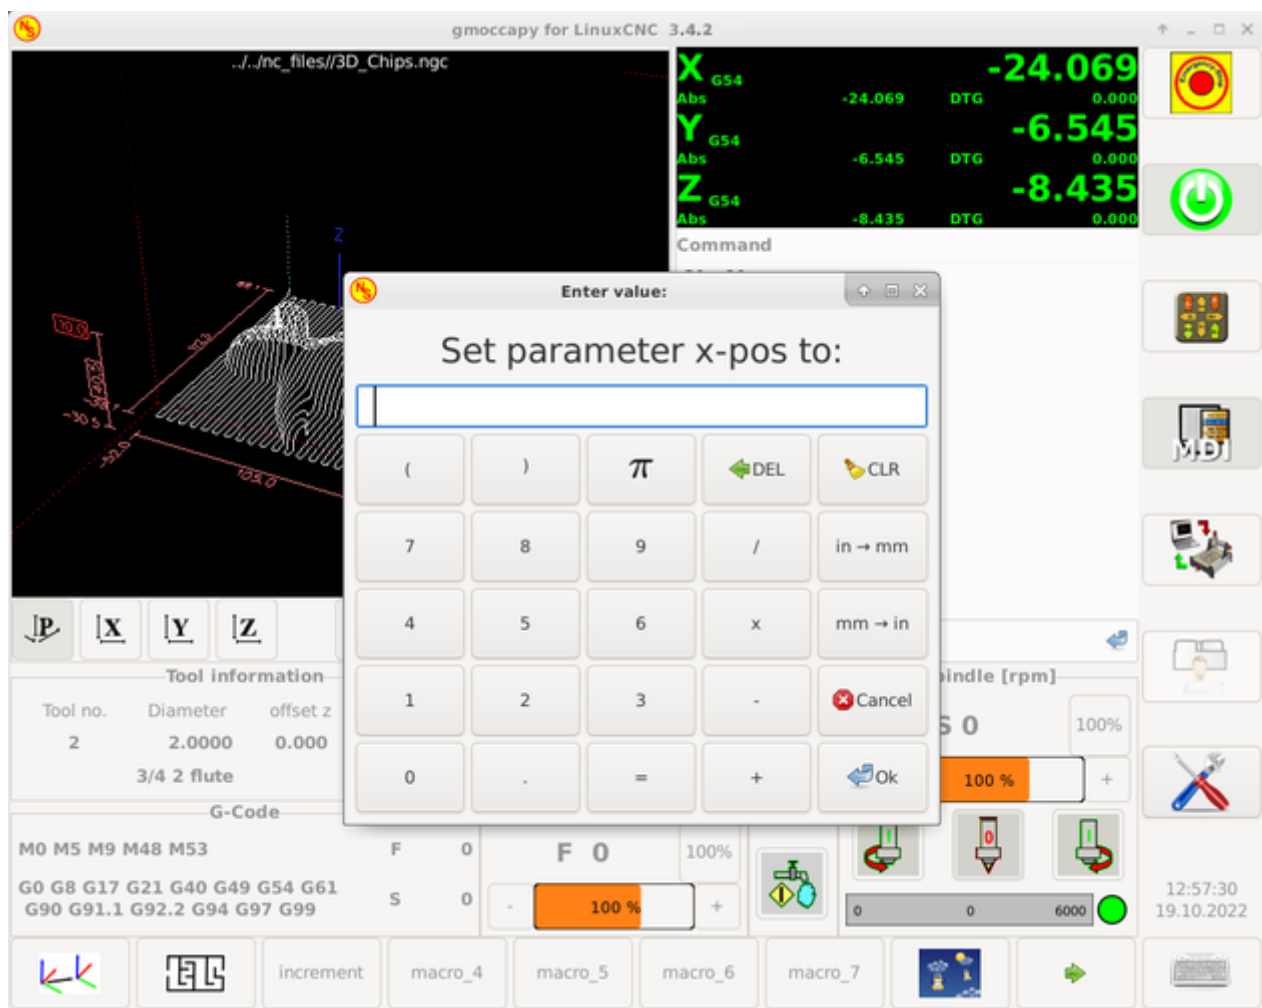 gmoccapy for LinuxCNC 3.4.2
../../nc_files//3D_Chips.ngc
X G54 -24.069
Abs -24.069 DTG 0.000
Y G54 -6.545
Abs -6.545 DTG 0.000
Z G54 -8.435
Abs -8.435 DTG 0.000
Command
Z
Enter value:
Set parameter x-pos to:
10.0
105.0
( ) π DEL CLR
7 8 9 / in → mm
4 5 6 x mm → in
1 2 3 - Cancel
0 . = + Ok
MDI
P X Y Z
Tool information
Tool no. Diameter offset z
2 2.0000 0.000
3/4 2 flute
[rpm]
S 0 100%
100 % +
G-Code
M0 M5 M9 M48 M53
F 0
G0 G8 G17 G21 G40 G49 G54 G61
G90 G91.1 G92.2 G94 G97 G99
S 0
F 0 100%
- 100 % +
0 0 6000
12:57:30
19.10.2022
increment macro_4 macro_5 macro_6 macro_7